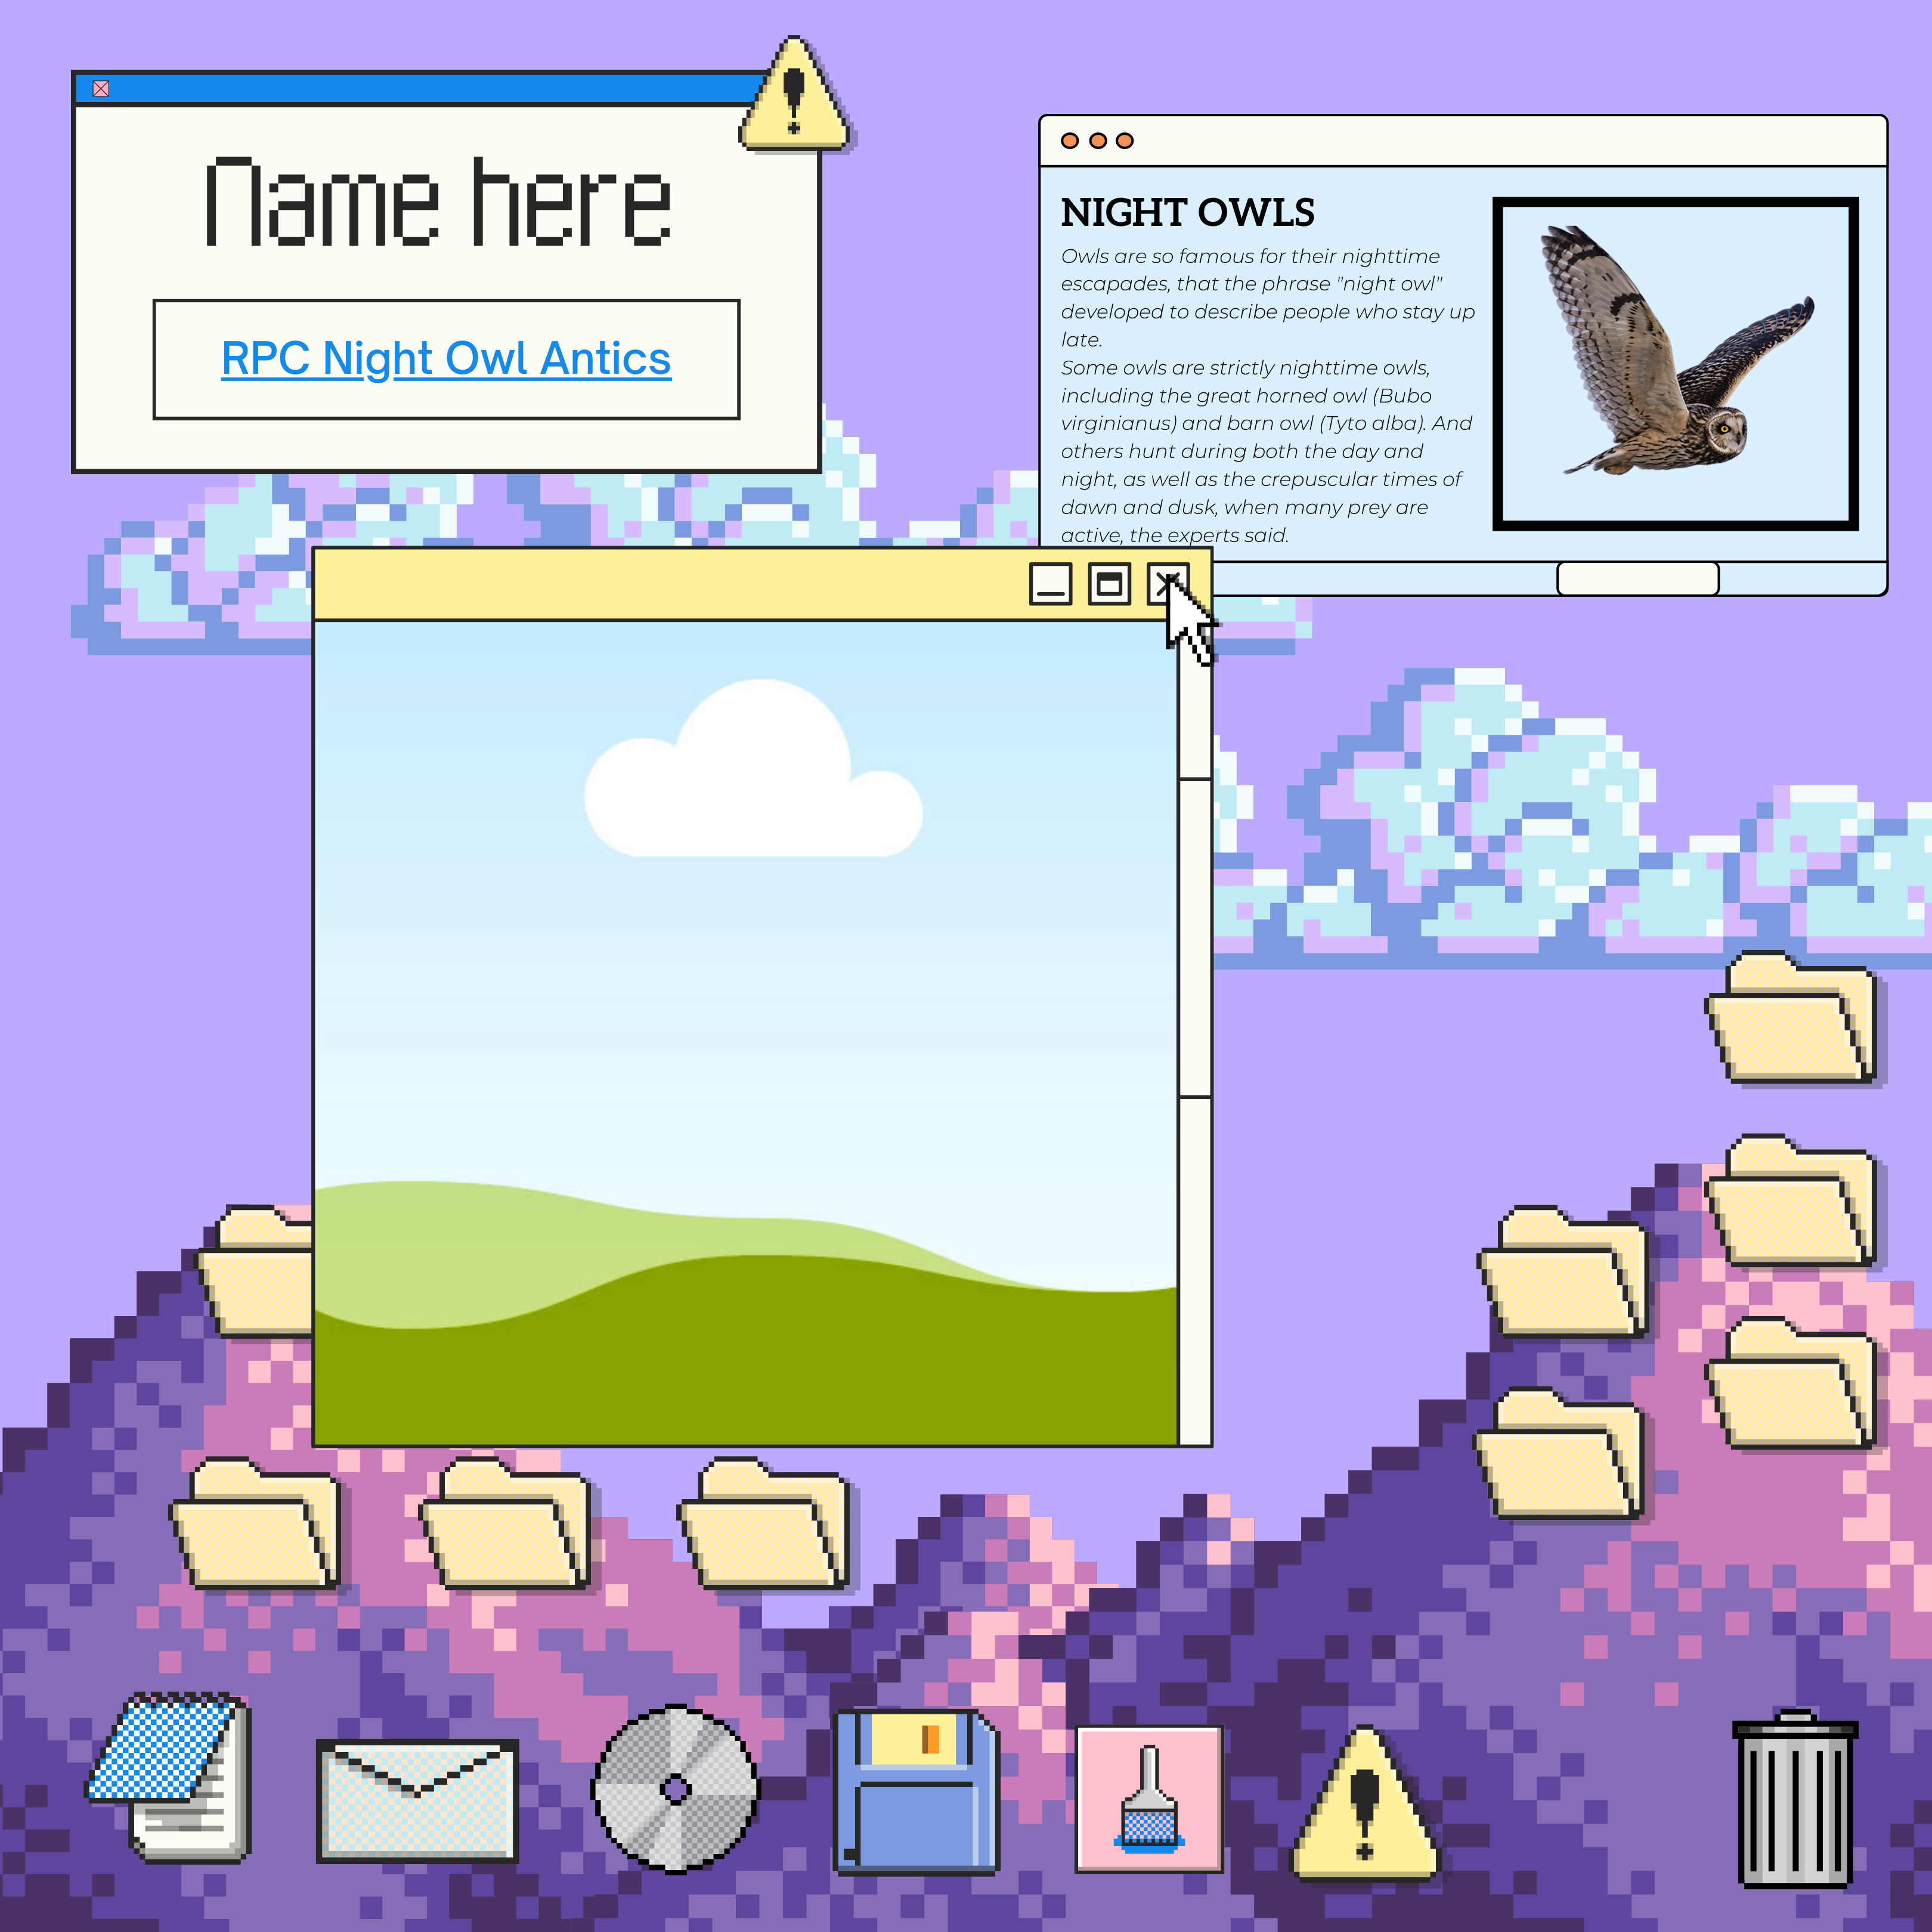 Name here
RPC Night Owl Antics
NIGHT OWLS
Owls are so famous for their nighttime
escapades, that the phrase "night owl"
developed to describe people who stay up
late.
Some owls are strictly nighttime owls,
including the great horned owl (Bubo
virginianus) and barn owl (Tyto alba). And
others hunt during both the day and
night, as well as the crepuscular times of
dawn and dusk, when many prey are
active, the experts said.